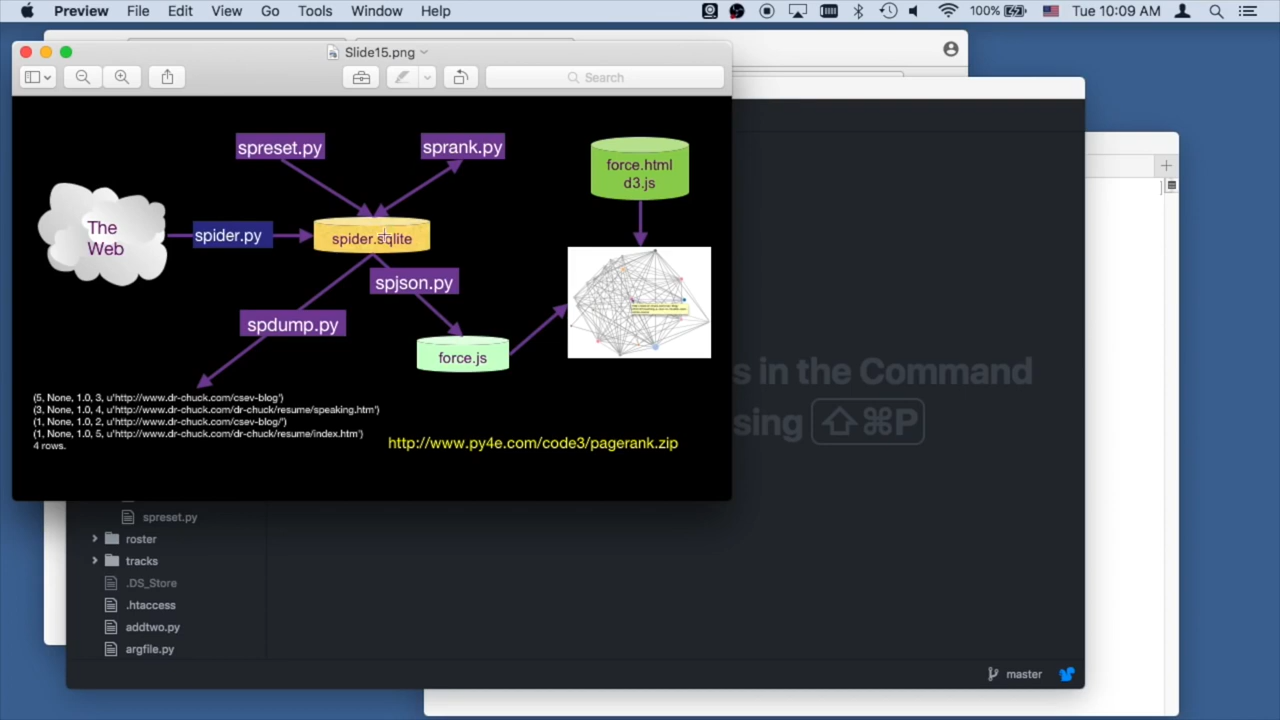 Preview File Edit View Go Tools Window Help 100% Tue 10:09 AM
Slide15.png
Search
spreset.py
sprank.py
force.html
d3.js
The
Web
spider.py
spider.sqlite
spjson.py
spdump.py
force.js
(5, None, 1.0, 3, u'http://www.dr-chuck.com/csev-blog')
(3, None, 1.0, 4, u'http://www.dr-chuck.com/dr-chuck/resume/speaking.htm')
(1, None, 1.0, 2, u'http://www.dr-chuck.com/csev-blog/')
(1, None, 1.0, 5, u'http://www.dr-chuck.com/dr-chuck/resume/index.htm')
4 rows.
http://www.py4e.com/code3/pagerank.zip
s in the Command
sing ⇧⌘P
spreset.py
roster
tracks
.DS_Store
.htaccess
addtwo.py
argfile.py
master